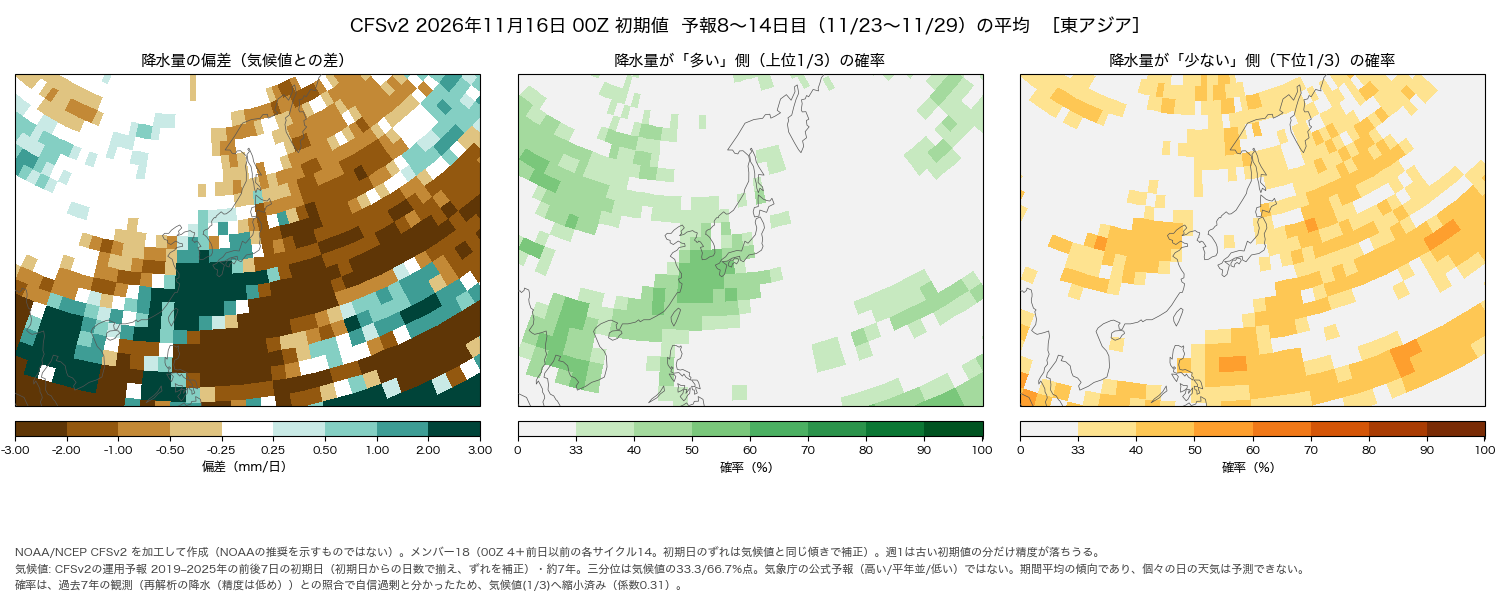 CFSv2 2026年11月16日 00Z 初期値 予報8〜14日目（11/23〜11/29）の平均 ［東アジア］
降水量の偏差（気候値との差）
降水量が「多い」側（上位1/3）の確率
降水量が「少ない」側（下位1/3）の確率
-3.00 -2.00 -1.00 -0.50 -0.25 0.25 0.50 1.00 2.00 3.00
偏差（mm/日）
0 33 40 50 60 70 80 90 100
確率（%）
0 33 40 50 60 70 80 90 100
確率（%）
NOAA/NCEP CFSv2 を加工して作成（NOAAの推奨を示すものではない）。メンバー18（00Z 4＋前日以前の各サイクル14。初期日のずれは気候値と同じ傾きで補正）。週1は古い初期値の分だけ精度が落ちうる。
気候値: CFSv2の運用予報 2019–2025年の前後7日の初期日（初期日からの日数で揃え、ずれを補正）・約7年。三分位は気候値の33.3/66.7%点。気象庁の公式予報（高い/平年並/低い）ではない。期間平均の傾向であり、個々の日の天気は予測できない。
確率は、過去7年の観測（再解析の降水（精度は低め））との照合で自信過剰と分かったため、気候値(1/3)へ縮小済み（係数0.31）。